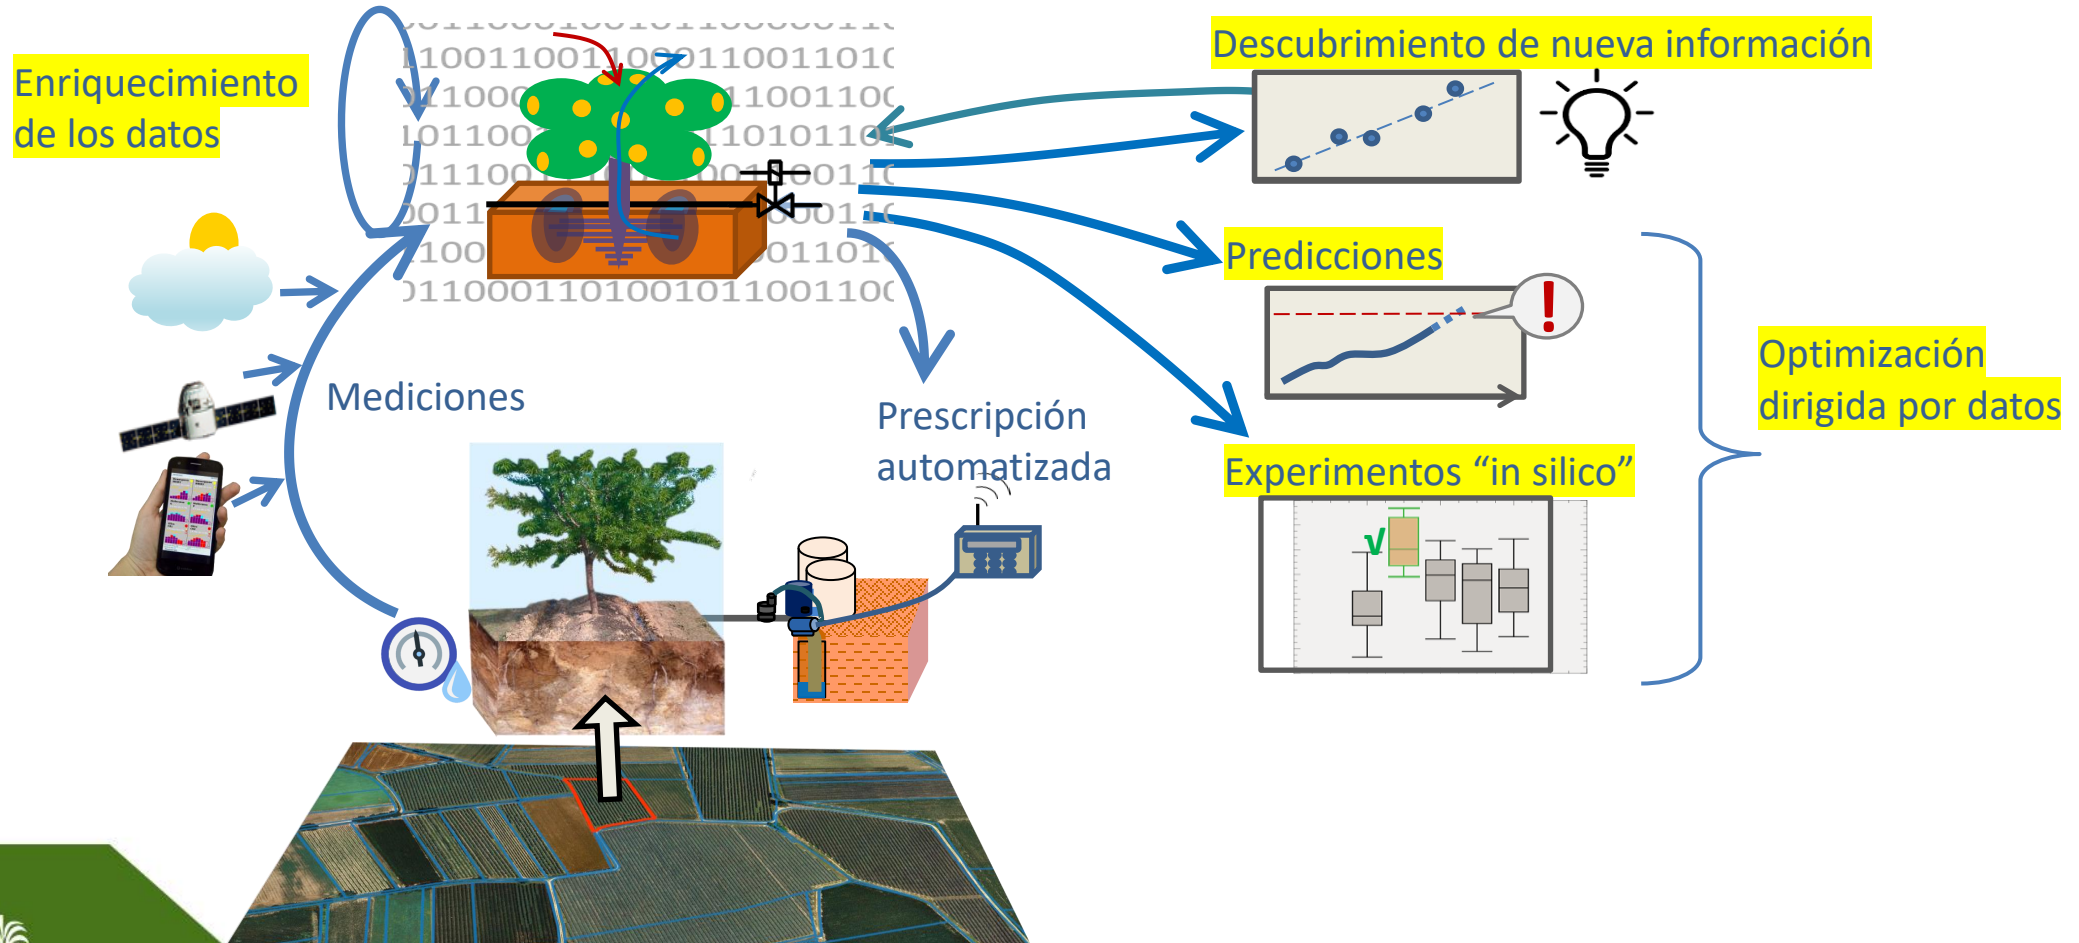 Enriquecimiento
de los datos
Descubrimiento de nueva información
Predicciones
!
Mediciones
Prescripción
automatizada
Optimización
dirigida por datos
Experimentos “in silico”
√